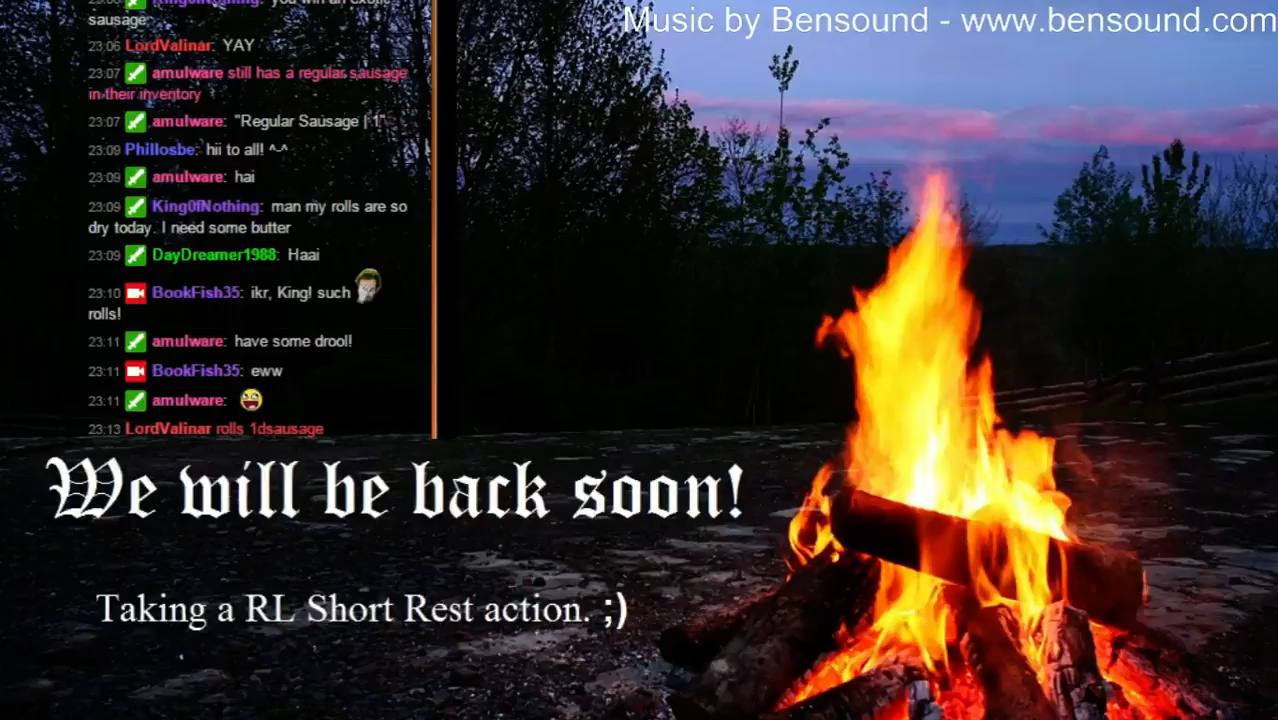 Music by Bensound - www.bensound.com
sausage
23:06 LordValinar: YAY
23:07 amulware still has a regular sausage
in their inventory
23:07 amulware: "Regular Sausage | 1"
23:09 Phillosbe: hii to all! ^-^
23:09 amulware: hai
23:09 King0fNothing: man my rolls are so
dry today. I need some butter
23:09 DayDreamer1988: Haai
23:10 BookFish35: ikr, King! such
rolls!
23:11 amulware: have some drool!
23:11 BookFish35: eww
23:11 amulware:
23:13 LordValinar rolls 1dsausage
We will be back soon!
Taking a RL Short Rest action. ;)